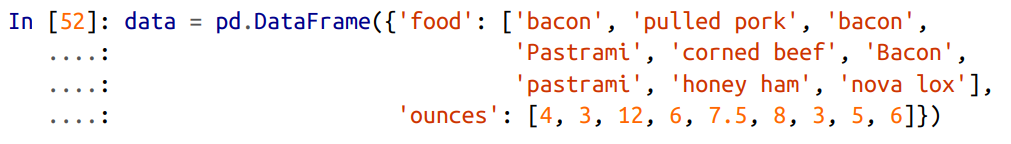 In [52]: data = pd.DataFrame({'food': ['bacon', 'pulled pork', 'bacon',
   ....:                               'Pastrami', 'corned beef', 'Bacon',
   ....:                               'pastrami', 'honey ham', 'nova lox'],
   ....:                      'ounces': [4, 3, 12, 6, 7.5, 8, 3, 5, 6]})